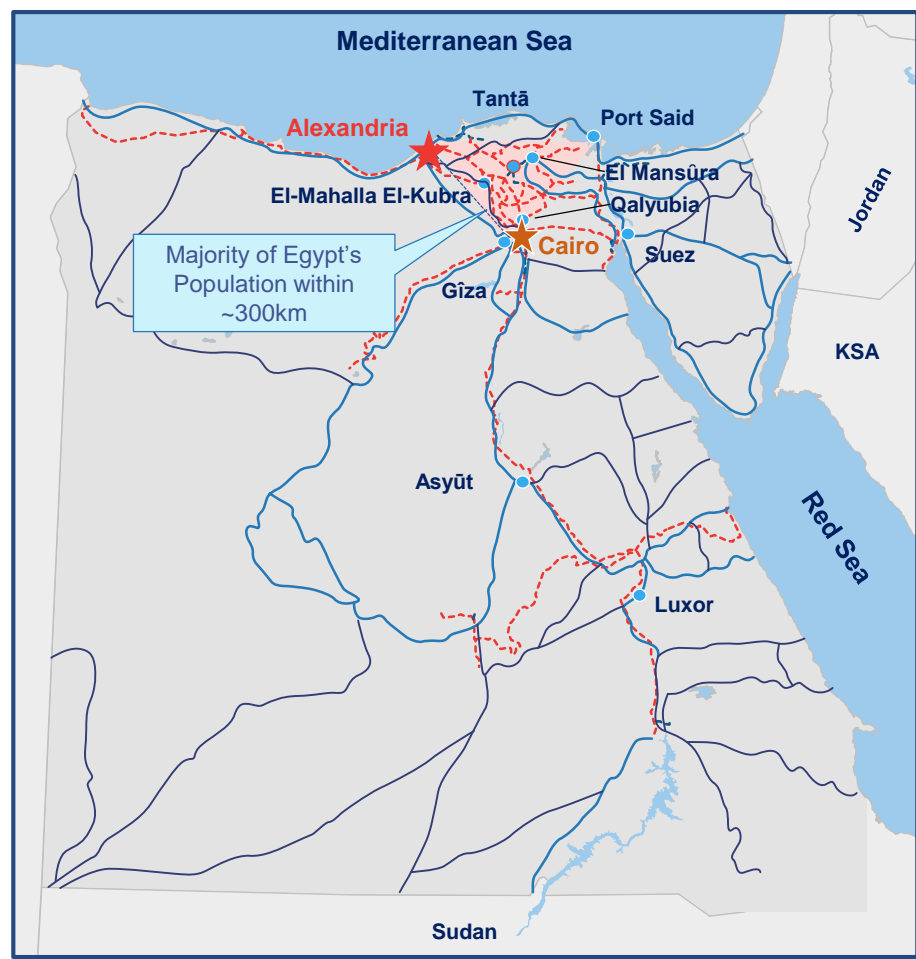 Mediterranean Sea
Tantā
Port Said
Alexandria
El Mansûra
El-Mahalla El-Kubra
Qalyubia
Jordan
Majority of Egypt's
Population within
~300km
Cairo
Suez
Gîza
KSA
Asyūt
Red Sea
Luxor
Sudan